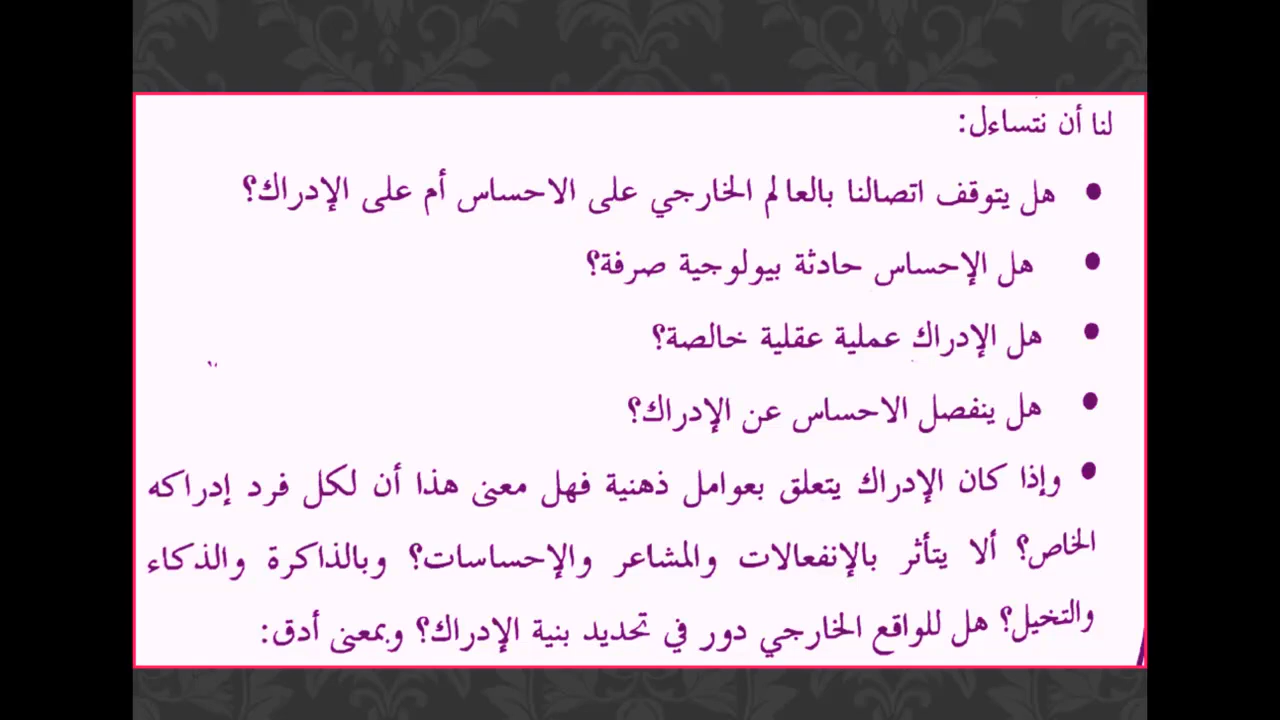 لنا أن نتساءل:
• هل يتوقف اتصالنا بالعالم الخارجي على الاحساس أم على الإدراك؟
• هل الإحساس حادثة بيولوجية صرفة؟
• هل الإدراك عملية عقلية خالصة؟
• هل ينفصل الاحساس عن الإدراك؟
• وإذا كان الإدراك يتعلق بعوامل ذهنية فهل معنى هذا أن لكل فرد إدراكه
الخاص؟ ألا يتأثر بالإنفعالات والمشاعر والإحساسات؟ وبالذاكرة والذكاء
والتخيل؟ هل للواقع الخارجي دور في تحديد بنية الإدراك؟ وبمعنى أدق: